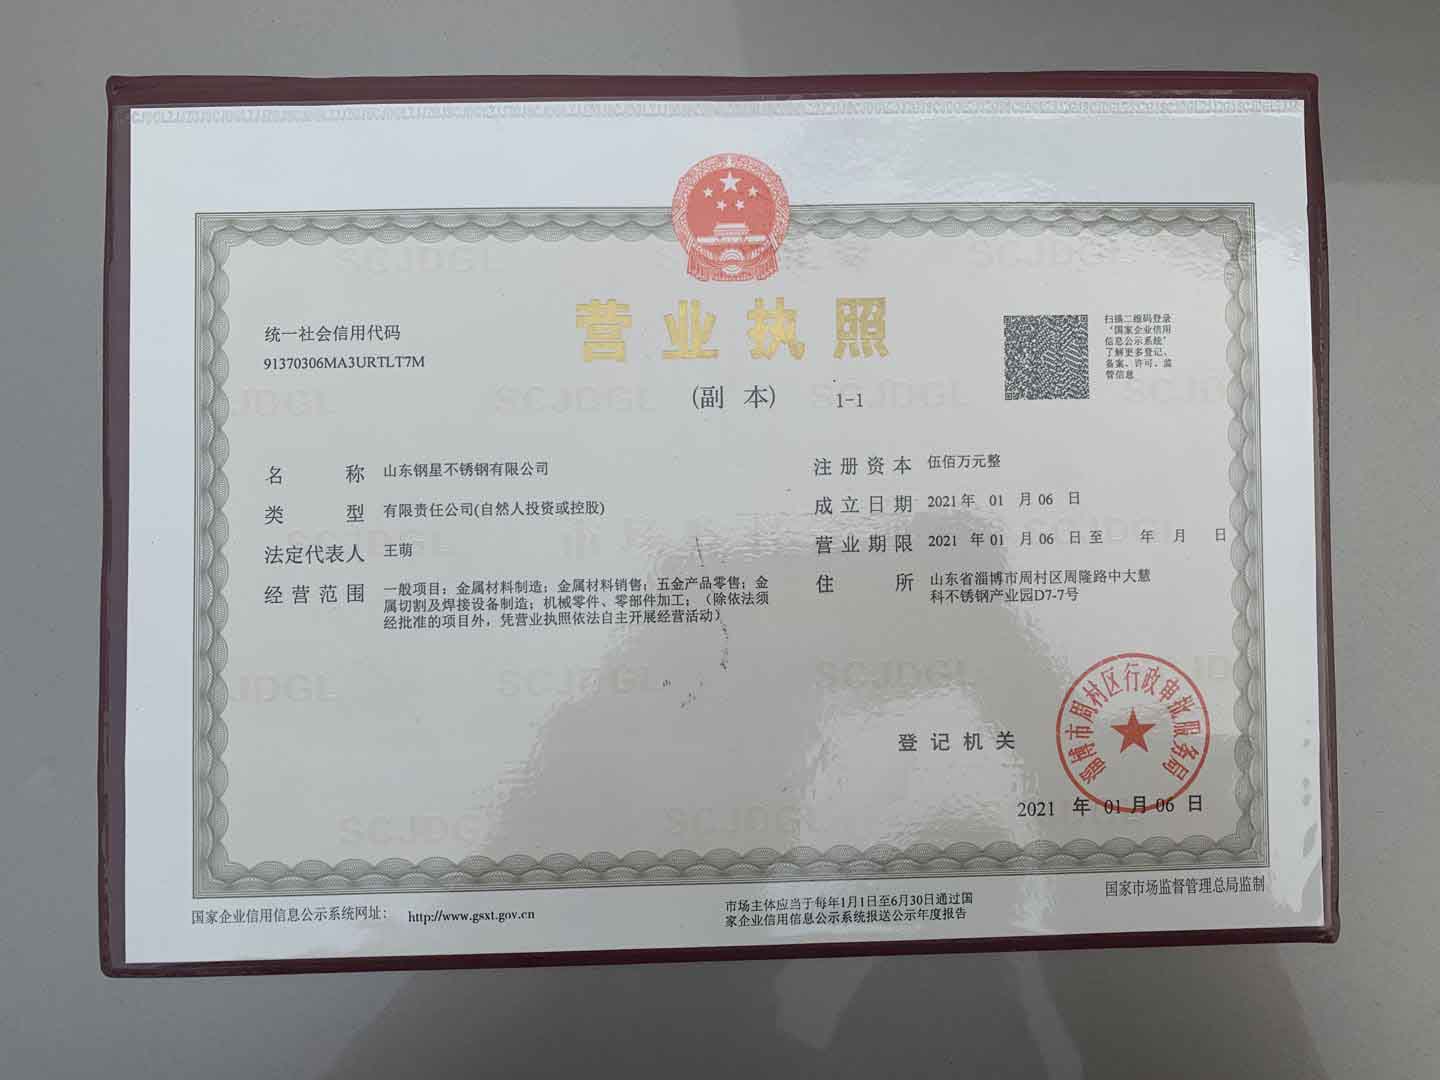 营业执照
(副 本) 1-1
统一社会信用代码
91370306MA3URTLT7M
扫描二维码登录
‘国家企业信用
信息公示系统’
了解更多登记、
备案、许可、监
管信息
名 称 山东钢星不锈钢有限公司
类 型 有限责任公司(自然人投资或控股)
法定代表人 王萌
经营范围 一般项目：金属材料制造；金属材料销售；五金产品零售；金
属切割及焊接设备制造；机械零件、零部件加工；（除依法须
经批准的项目外，凭营业执照依法自主开展经营活动）
注册资本 伍佰万元整
成立日期 2021年 01 月 06 日
营业期限 2021 年 01 月 06 日 至 年 月 日
住 所 山东省淄博市周村区周隆路中大慧
科不锈钢产业园D7-7号
登记机关
淄博市周村区行政审批服务局
2021 年 01 月 06 日
国家企业信用信息公示系统网址： http://www.gsxt.gov.cn
市场主体应当于每年1月1日至6月30日通过国
家企业信用信息公示系统报送公示年度报告
国家市场监督管理总局监制
SCJDGL